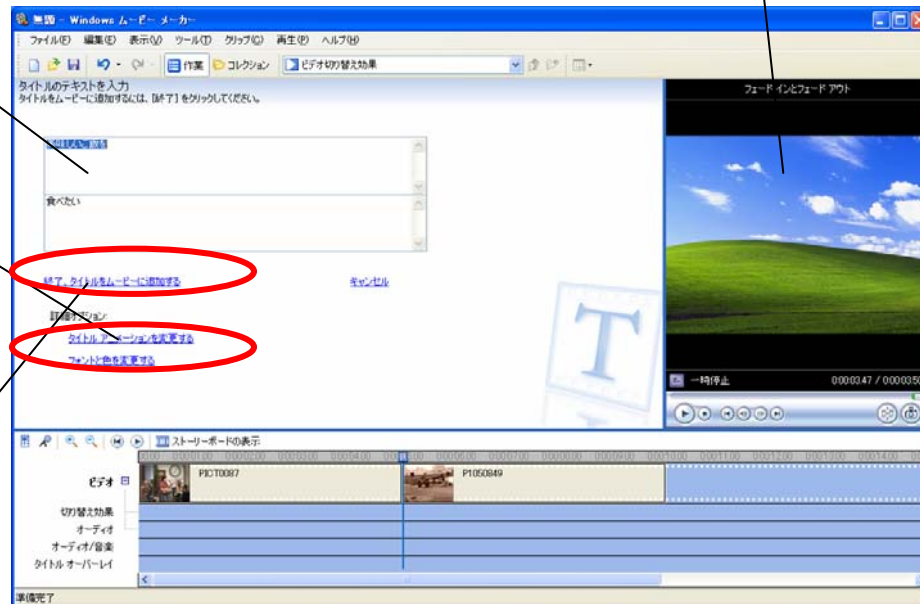 無題 - Windows ムービー メーカー
ファイル(F) 編集(E) 表示(V) ツール(T) クリップ(C) 再生(P) ヘルプ(H)
作業 コレクション ビデオ切り替え効果
タイトルのテキストを入力
タイトルをムービーに追加するには、[終了] をクリックしてください。
フェード インとフェード アウト
食べたい
終了、タイトルをムービーに追加する キャンセル
詳細オプション:
タイトル アニメーションを変更する
フォントと色を変更する
T
一時停止
0:00:03.47 / 0:00:03.50
ストーリーボードの表示
ビデオ
PICT0087
P1050849
切り替え効果
オーディオ
オーディオ/音楽
タイトル オーバーレイ
準備完了